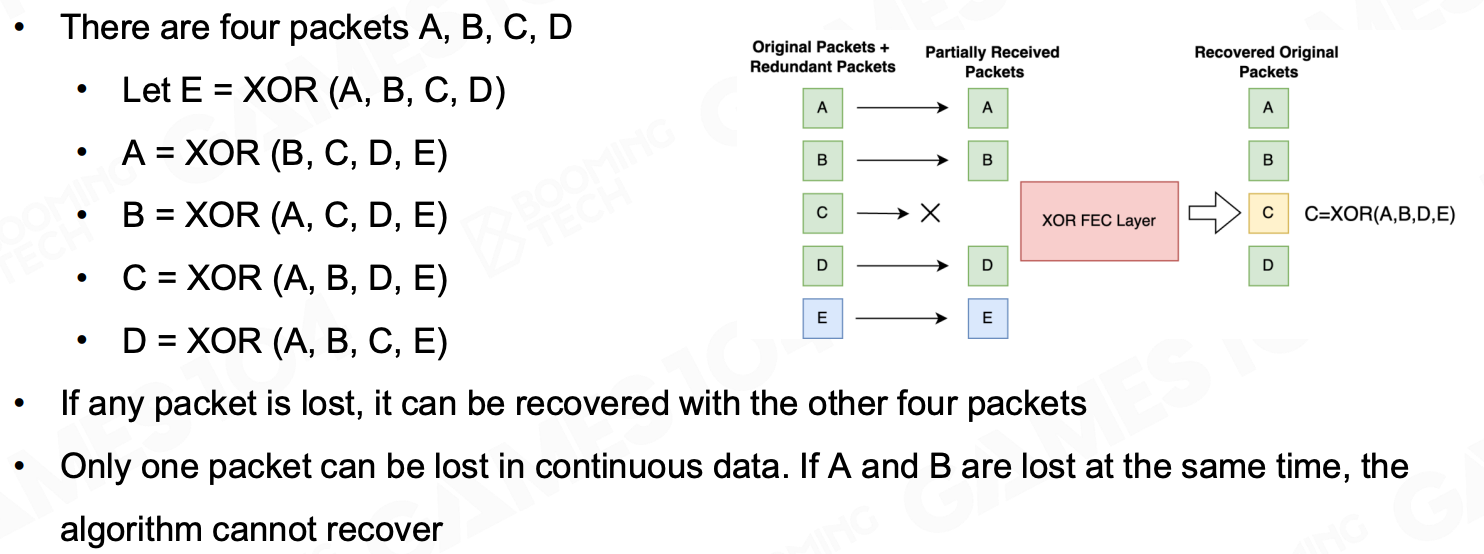 • There are four packets A, B, C, D
• Let E = XOR (A, B, C, D)
• A = XOR (B, C, D, E)
• B = XOR (A, C, D, E)
• C = XOR (A, B, D, E)
• D = XOR (A, B, C, E)
• If any packet is lost, it can be recovered with the other four packets
• Only one packet can be lost in continuous data. If A and B are lost at the same time, the
algorithm cannot recover
Original Packets +
Redundant Packets
A
B
C
D
E
Partially Received
Packets
A
B
D
E
XOR FEC Layer
Recovered Original
Packets
A
B
C
D
C=XOR(A,B,D,E)
BOOMING
TECH
GAMES